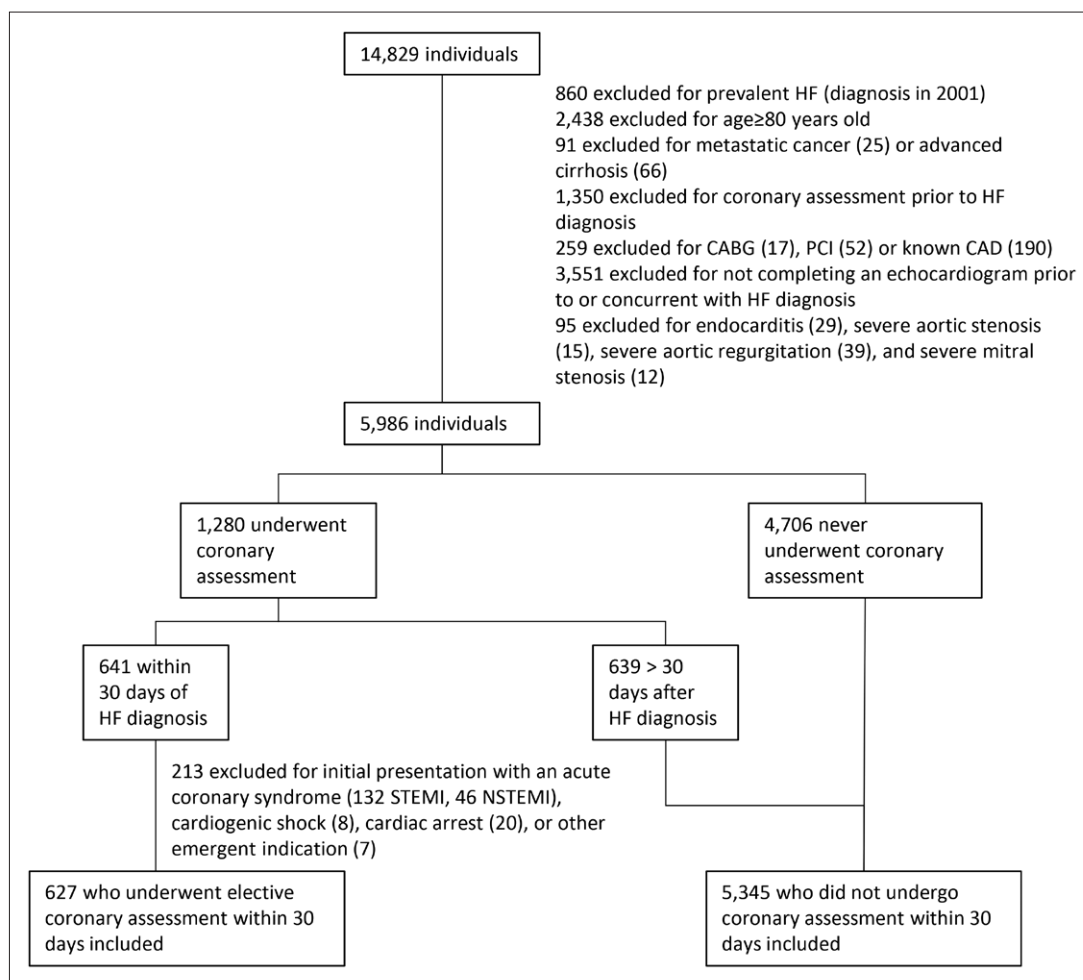 14,829 individuals
860 excluded for prevalent HF (diagnosis in 2001)
2,438 excluded for age≥80 years old
91 excluded for metastatic cancer (25) or advanced
cirrhosis (66)
1,350 excluded for coronary assessment prior to HF
diagnosis
259 excluded for CABG (17), PCI (52) or known CAD (190)
3,551 excluded for not completing an echocardiogram prior
to or concurrent with HF diagnosis
95 excluded for endocarditis (29), severe aortic stenosis
(15), severe aortic regurgitation (39), and severe mitral
stenosis (12)
5,986 individuals
1,280 underwent
coronary
assessment
4,706 never
underwent coronary
assessment
641 within
30 days of
HF diagnosis
639 > 30
days after
HF diagnosis
213 excluded for initial presentation with an acute
coronary syndrome (132 STEMI, 46 NSTEMI),
cardiogenic shock (8), cardiac arrest (20), or other
emergent indication (7)
627 who underwent elective
coronary assessment within 30
days included
5,345 who did not undergo
coronary assessment within 30
days included